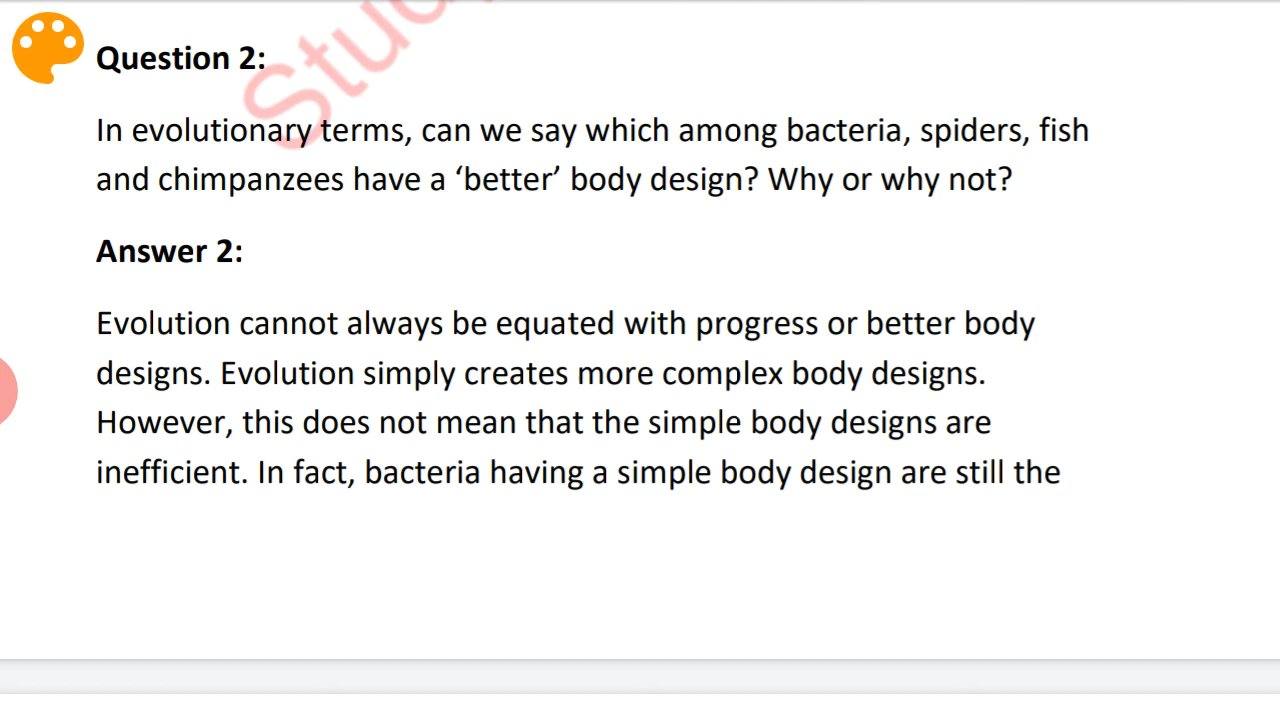 Question 2:
In evolutionary terms, can we say which among bacteria, spiders, fish
and chimpanzees have a ‘better’ body design? Why or why not?
Answer 2:
Evolution cannot always be equated with progress or better body
designs. Evolution simply creates more complex body designs.
However, this does not mean that the simple body designs are
inefficient. In fact, bacteria having a simple body design are still the